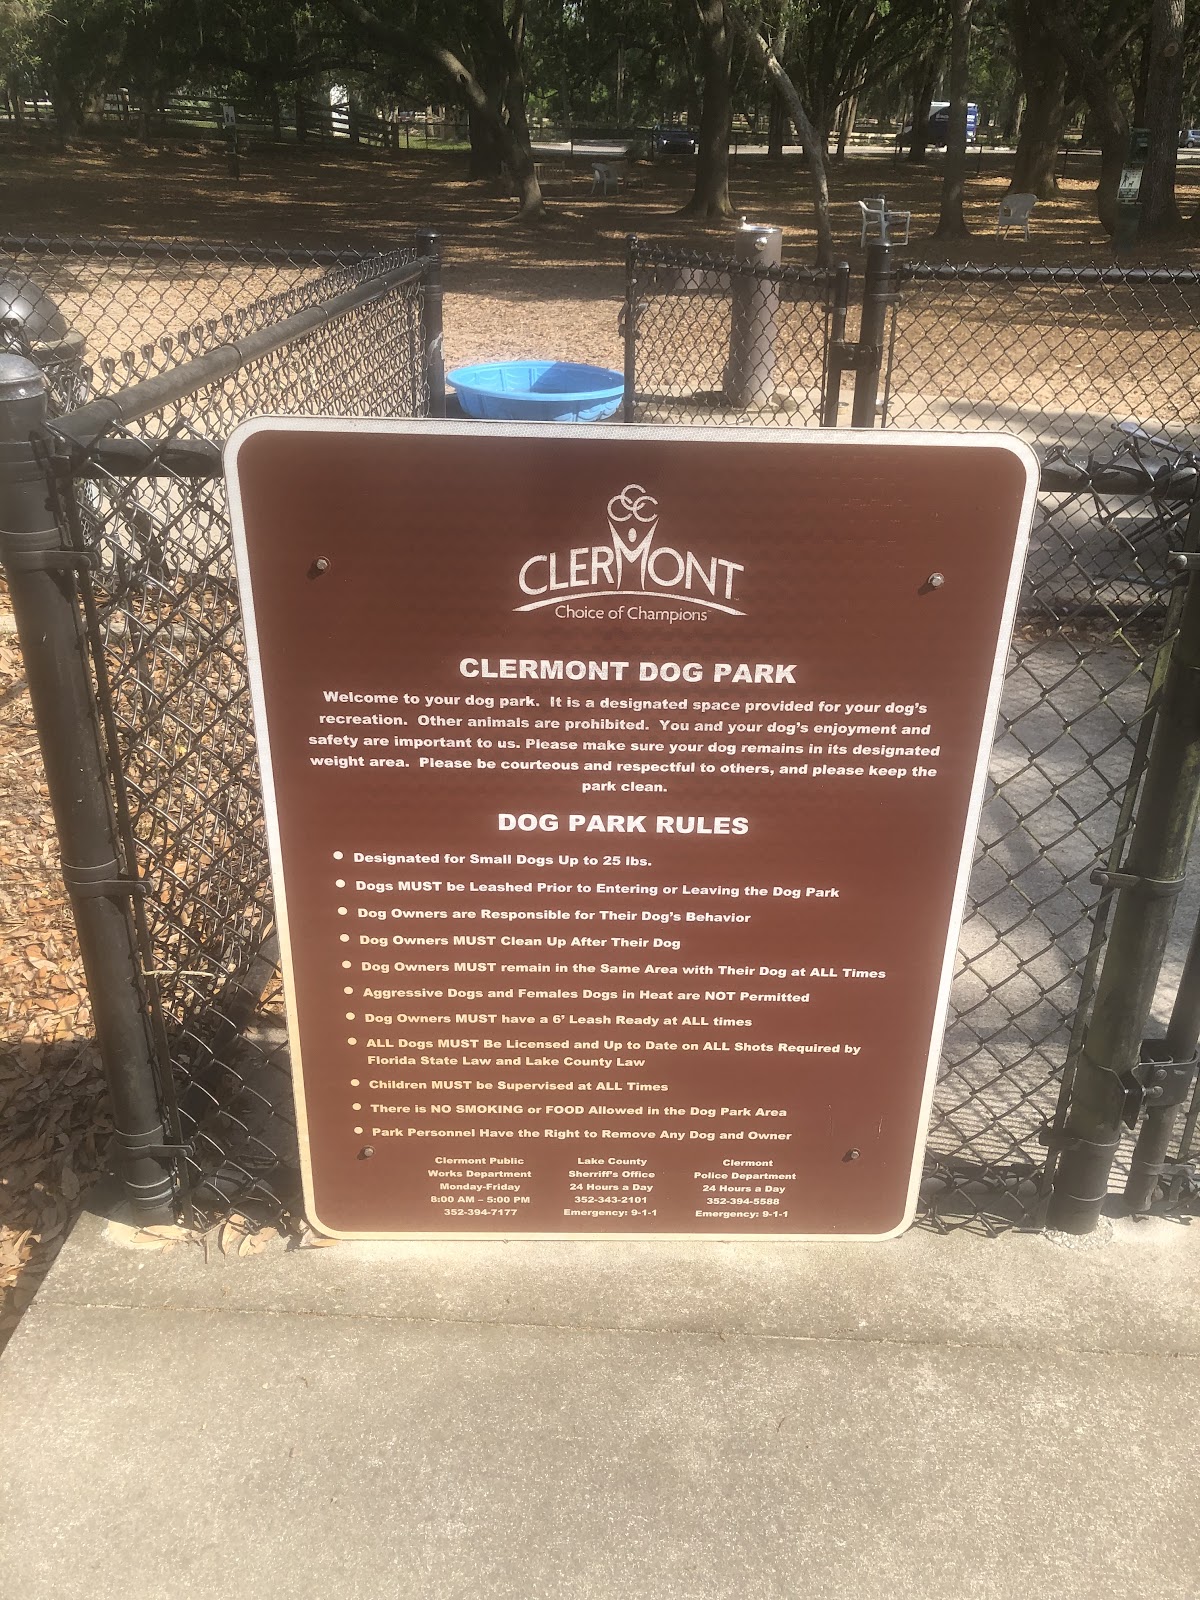 CCC
CLERMONT
Choice of Champions™
CLERMONT DOG PARK
Welcome to your dog park. It is a designated space provided for your dog's
recreation. Other animals are prohibited. You and your dog's enjoyment and
safety are important to us. Please make sure your dog remains in its designated
weight area. Please be courteous and respectful to others, and please keep the
park clean.
DOG PARK RULES
• Designated for Small Dogs Up to 25 lbs.
• Dogs MUST be Leashed Prior to Entering or Leaving the Dog Park
• Dog Owners are Responsible for Their Dog's Behavior
• Dog Owners MUST Clean Up After Their Dog
• Dog Owners MUST remain in the Same Area with Their Dog at ALL Times
• Aggressive Dogs and Females Dogs in Heat are NOT Permitted
• Dog Owners MUST have a 6' Leash Ready at ALL times
• ALL Dogs MUST Be Licensed and Up to Date on ALL Shots Required by
Florida State Law and Lake County Law
• Children MUST be Supervised at ALL Times
• There is NO SMOKING or FOOD Allowed in the Dog Park Area
• Park Personnel Have the Right to Remove Any Dog and Owner
Clermont Public
Works Department
Monday-Friday
8:00 AM – 5:00 PM
352-394-7177
Lake County
Sherriff's Office
24 Hours a Day
352-343-2101
Emergency: 9-1-1
Clermont
Police Department
24 Hours a Day
352-394-5588
Emergency: 9-1-1